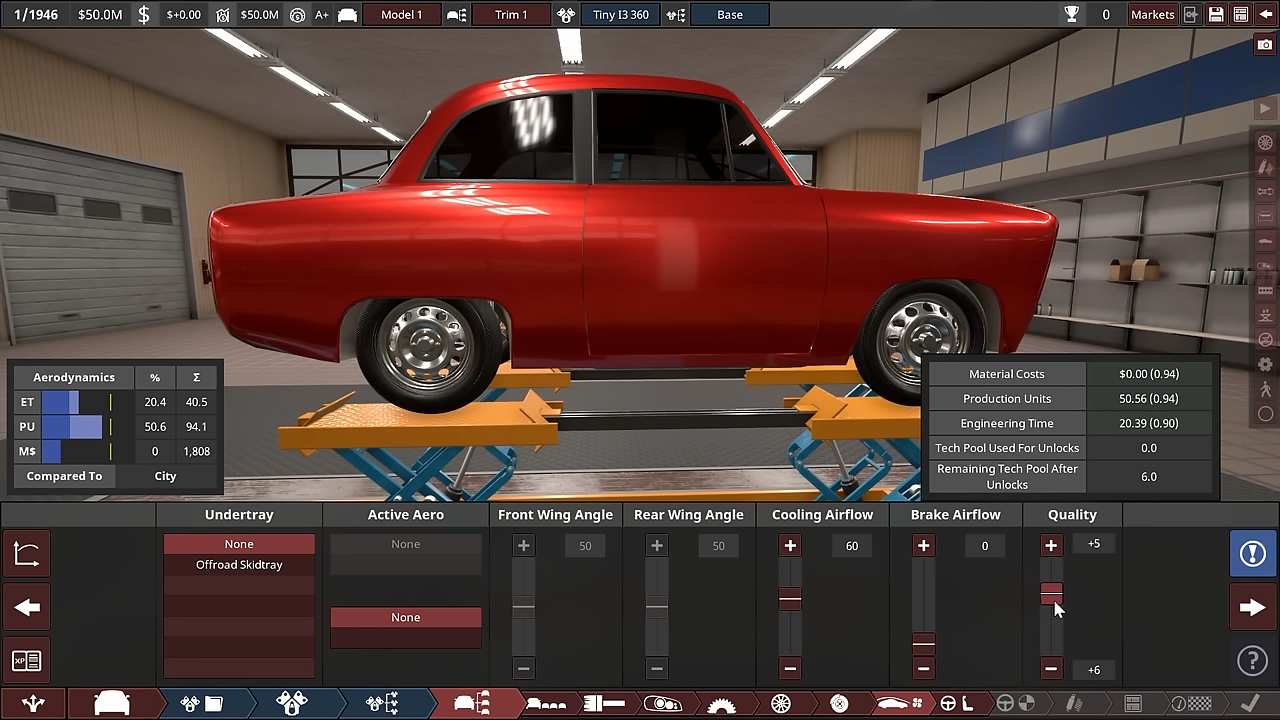 1/1946 $50.0M $ $+0.00 $50.0M A+ Model 1 Trim 1 Tiny I3 360 Base 0 Markets
Aerodynamics % Σ
ET 20.4 40.5
PU 50.6 94.1
M$ 0 1,808
Compared To City
Material Costs $0.00 (0.94)
Production Units 50.56 (0.94)
Engineering Time 20.39 (0.90)
Tech Pool Used For Unlocks 0.0
Remaining Tech Pool After
Unlocks 6.0
Undertray Active Aero Front Wing Angle Rear Wing Angle Cooling Airflow Brake Airflow Quality
None None + 50 + 50 + 60 + 0 + +5
Offroad Skidtray
None
− − − − − +6
XP ?